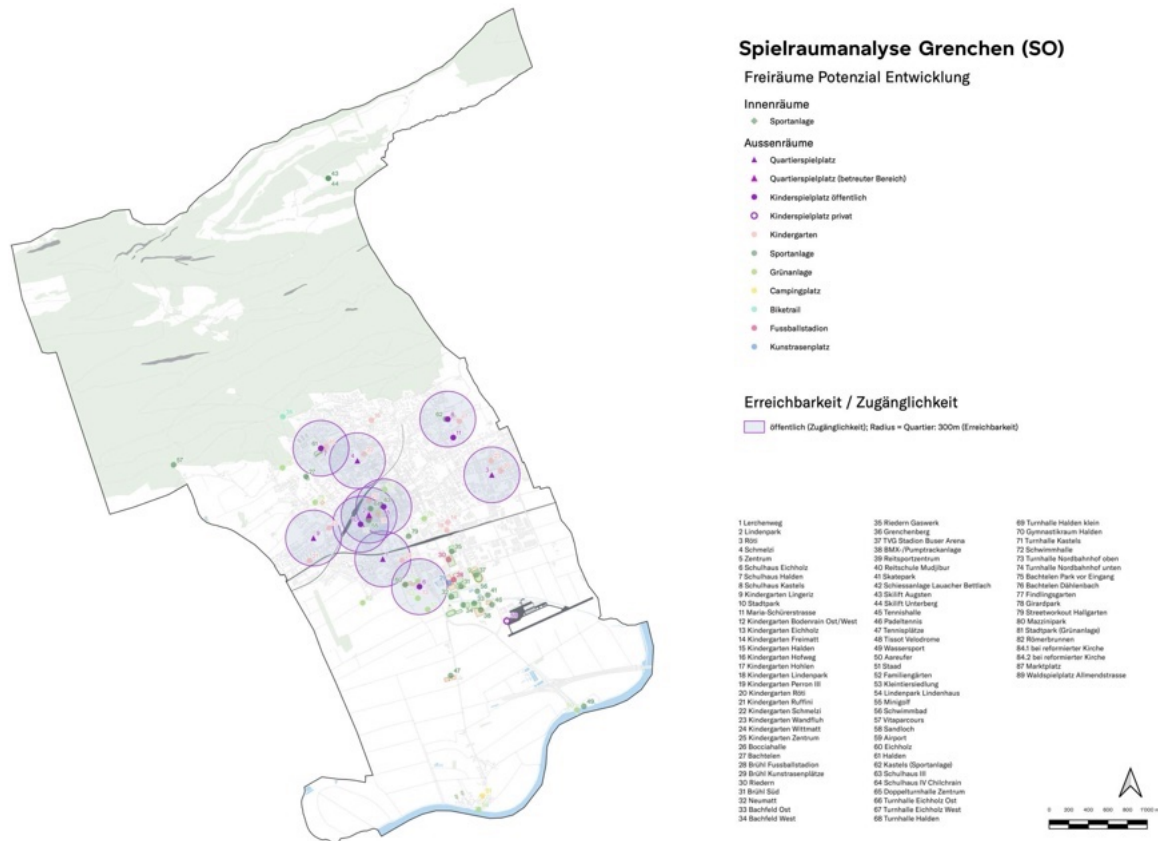 Spielraumanalyse Grenchen (SO)
Freiräume Potenzial Entwicklung
Innenräume
Sportanlage
Aussenräume
Quartierspielplatz
Quartierspielplatz (betreuter Bereich)
Kinderspielplatz öffentlich
Kinderspielplatz privat
Kindergarten
Sportanlage
Grünanlage
Campingplatz
Biketrail
Fussballstadion
Kunstrasenplatz
Erreichbarkeit / Zugänglichkeit
öffentlich (Zugänglichkeit); Radius = Quartier: 300m (Erreichbarkeit)
1 Lerchenweg
2 Lindenpark
3 Röti
4 Schmelzi
5 Zentrum
6 Schulhaus Eichholz
7 Schulhaus Halden
8 Schulhaus Kastels
9 Kindergarten Lingeriz
10 Stadtpark
11 Maria-Schürerstrasse
12 Kindergarten Bodenrain Ost/West
13 Kindergarten Eichholz
14 Kindergarten Freimatt
15 Kindergarten Halden
16 Kindergarten Hofweg
17 Kindergarten Hohlen
18 Kindergarten Lindenpark
19 Kindergarten Perron III
20 Kindergarten Röti
21 Kindergarten Ruffini
22 Kindergarten Schmelzi
23 Kindergarten Wandfluh
24 Kindergarten Wittmatt
25 Kindergarten Zentrum
26 Bocciahalle
27 Bachtelen
28 Brühl Fussballstadion
29 Brühl Kunstrasenplätze
30 Riedern
31 Brühl Süd
32 Neumatt
33 Bachfeld Ost
34 Bachfeld West
35 Riedern Gaswerk
36 Grenchenberg
37 TVG Stadion Buser Arena
38 BMX-/Pumptrackanlage
39 Reitsportzentrum
40 Reitschule Mudjibur
41 Skatepark
42 Schiessanlage Lauacher Bettlach
43 Skilift Augsten
44 Skilift Unterberg
45 Tennishalle
46 Padeltennis
47 Tennisplätze
48 Tissot Velodrome
49 Wassersport
50 Aareufer
51 Staad
52 Familiengärten
53 Kleintiersiedlung
54 Lindenpark Lindenhaus
55 Minigolf
56 Schwimmbad
57 Vitaparcours
58 Sandloch
59 Airport
60 Eichholz
61 Halden
62 Kastels (Sportanlage)
63 Schulhaus III
64 Schulhaus IV Chilchrain
65 Doppelturnhalle Zentrum
66 Turnhalle Eichholz Ost
67 Turnhalle Eichholz West
68 Turnhalle Halden
69 Turnhalle Halden klein
70 Gymnastikraum Halden
71 Turnhalle Kastels
72 Schwimmhalle
73 Turnhalle Nordbahnhof oben
74 Turnhalle Nordbahnhof unten
75 Bachtelen Park vor Eingang
76 Bachtelen Dählenbach
77 Findlingsgarten
78 Girardpark
79 Streetworkout Hallgarten
80 Mazzinipark
81 Stadtpark (Grünanlage)
82 Römerbrunnen
84.1 bei reformierter Kirche
84.2 bei reformierter Kirche
87 Marktplatz
89 Waldspielplatz Allmendstrasse
43
44
57
47
0 200 400 600 800 1000 m